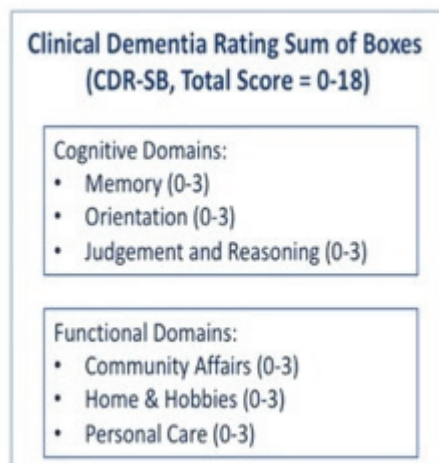 Clinical Dementia Rating Sum of Boxes
(CDR-SB, Total Score = 0-18)
Cognitive Domains:
• Memory (0-3)
• Orientation (0-3)
• Judgement and Reasoning (0-3)
Functional Domains:
• Community Affairs (0-3)
• Home & Hobbies (0-3)
• Personal Care (0-3)